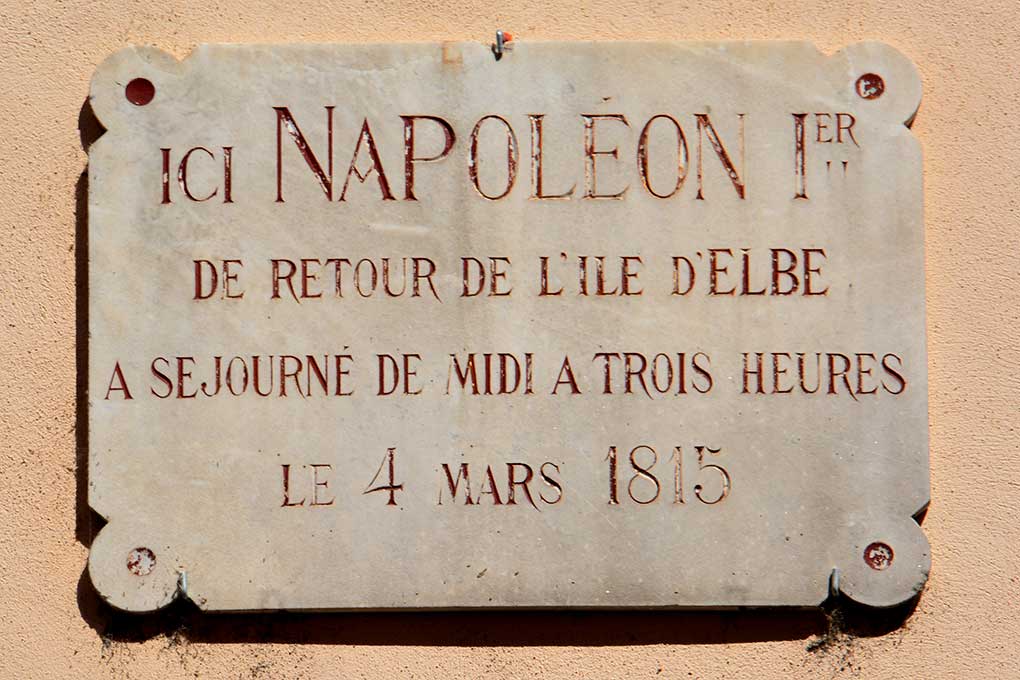 ICI NAPOLÉON IER
DE RETOUR DE L'ILE D'ELBE
A SEJOURNÉ DE MIDI A TROIS HEURES
LE 4 MARS 1815